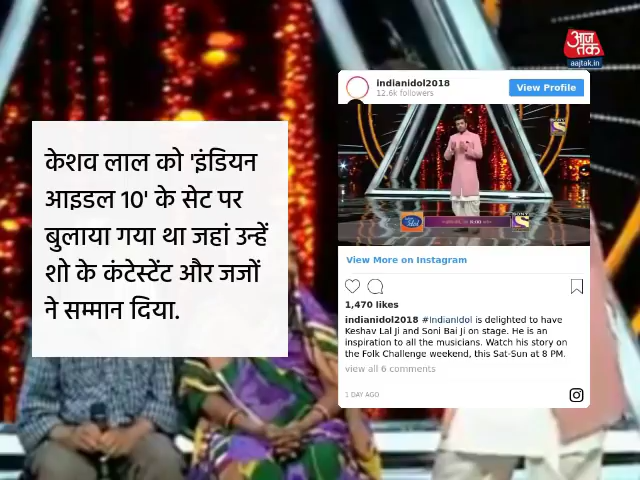 आज
तक
aajtak.in
indianidol2018
12.6k followers
View Profile
केशव लाल को 'इंडियन
आइडल 10' के सेट पर
बुलाया गया था जहां उन्हें
शो के कंटेस्टेंट और जजों
ने सम्मान दिया.
View More on Instagram
1,470 likes
indianidol2018 #IndianIdol is delighted to have
Keshav Lal Ji and Soni Bai Ji on stage. He is an
inspiration to all the musicians. Watch his story on
the Folk Challenge weekend, this Sat-Sun at 8 PM.
view all 6 comments
1 DAY AGO